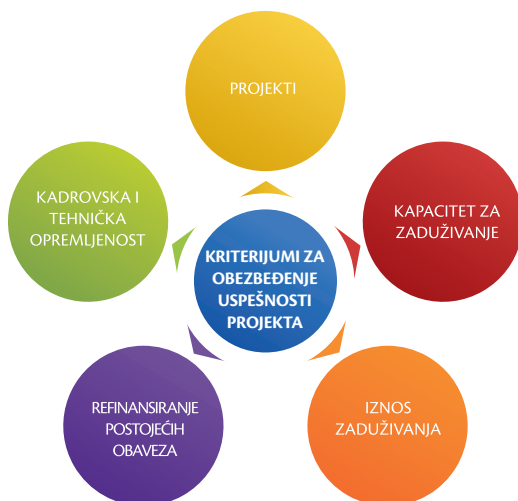 PROJEKTI
KADROVSKA I
TEHNIČKA
OPREMLJENOST
KAPACITET ZA
ZADUŽIVANJE
KRITERIJUMI ZA
OBEZBEĐENJE
USPEŠNOSTI
PROJEKTA
REFINANSIRANJE
POSTOJEĆIH
OBAVEZA
IZNOS
ZADUŽIVANJA